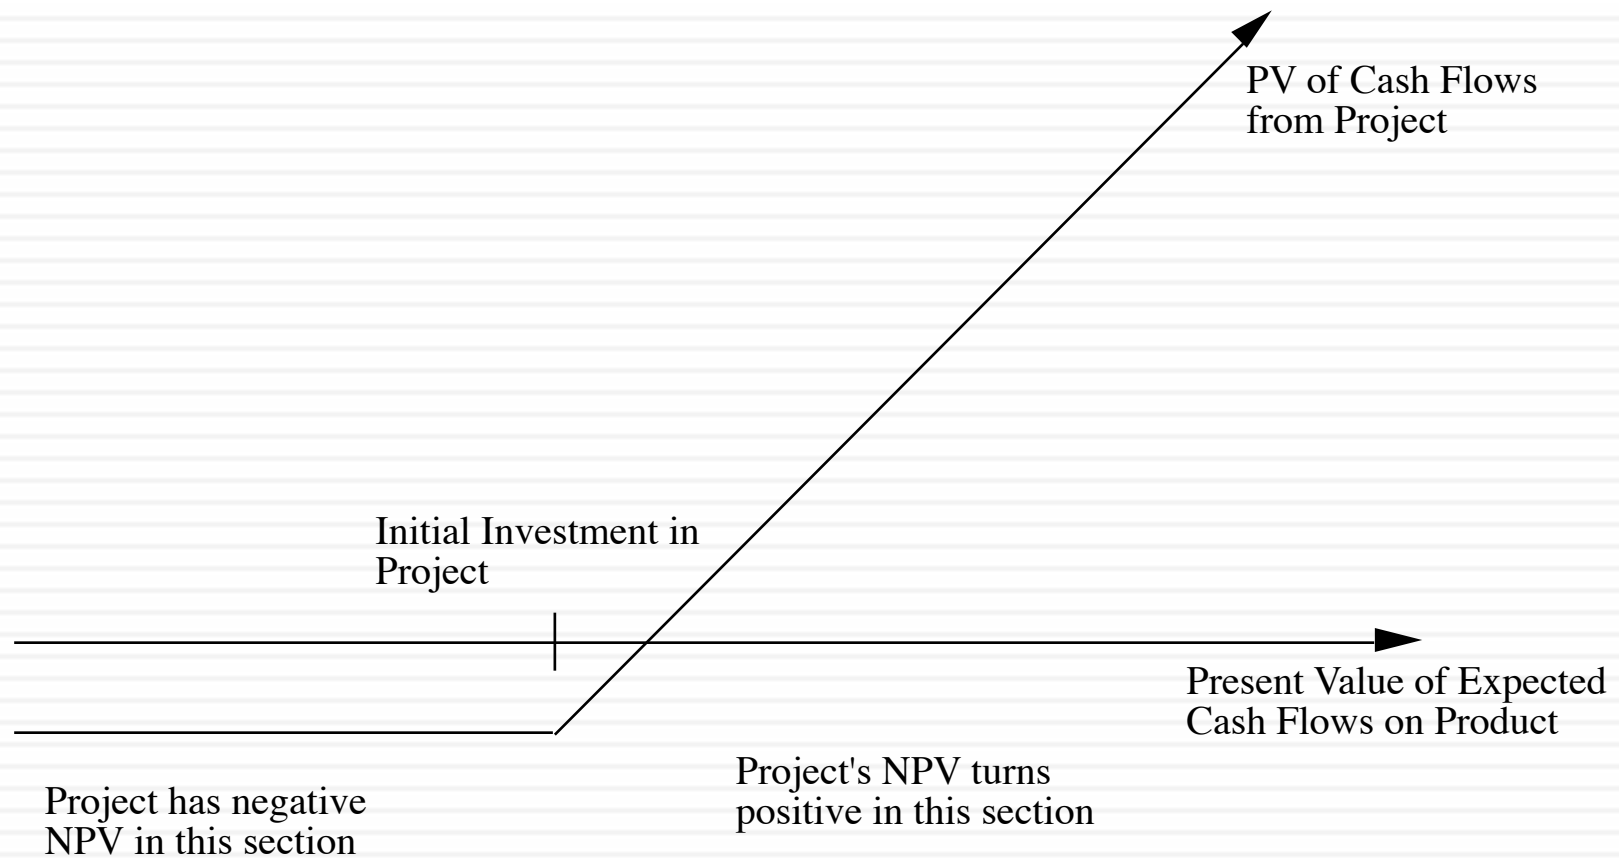 PV of Cash Flows
from Project
Initial Investment in
Project
Present Value of Expected
Cash Flows on Product
Project's NPV turns
positive in this section
Project has negative
NPV in this section